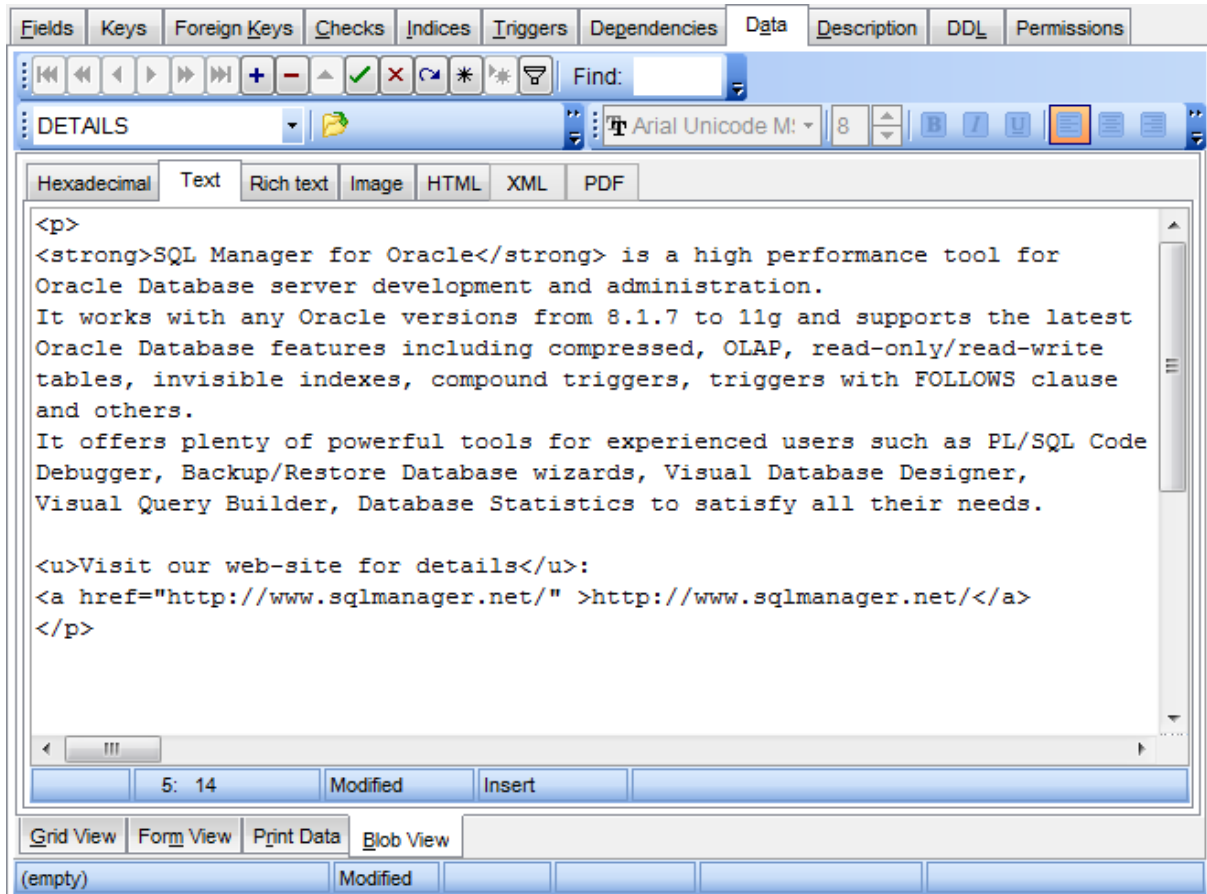 Fields Keys Foreign Keys Checks Indices Triggers Dependencies Data Description DDL Permissions
Find:
DETAILS Arial Unicode M 8 B I U
Hexadecimal Text Rich text Image HTML XML PDF
<p>
<strong>SQL Manager for Oracle</strong> is a high performance tool for
Oracle Database server development and administration.
It works with any Oracle versions from 8.1.7 to 11g and supports the latest
Oracle Database features including compressed, OLAP, read-only/read-write
tables, invisible indexes, compound triggers, triggers with FOLLOWS clause
and others.
It offers plenty of powerful tools for experienced users such as PL/SQL Code
Debugger, Backup/Restore Database wizards, Visual Database Designer,
Visual Query Builder, Database Statistics to satisfy all their needs.
<u>Visit our web-site for details</u>:
<a href="http://www.sqlmanager.net/" >http://www.sqlmanager.net/</a>
</p>
5: 14 Modified Insert
Grid View Form View Print Data Blob View
(empty) Modified